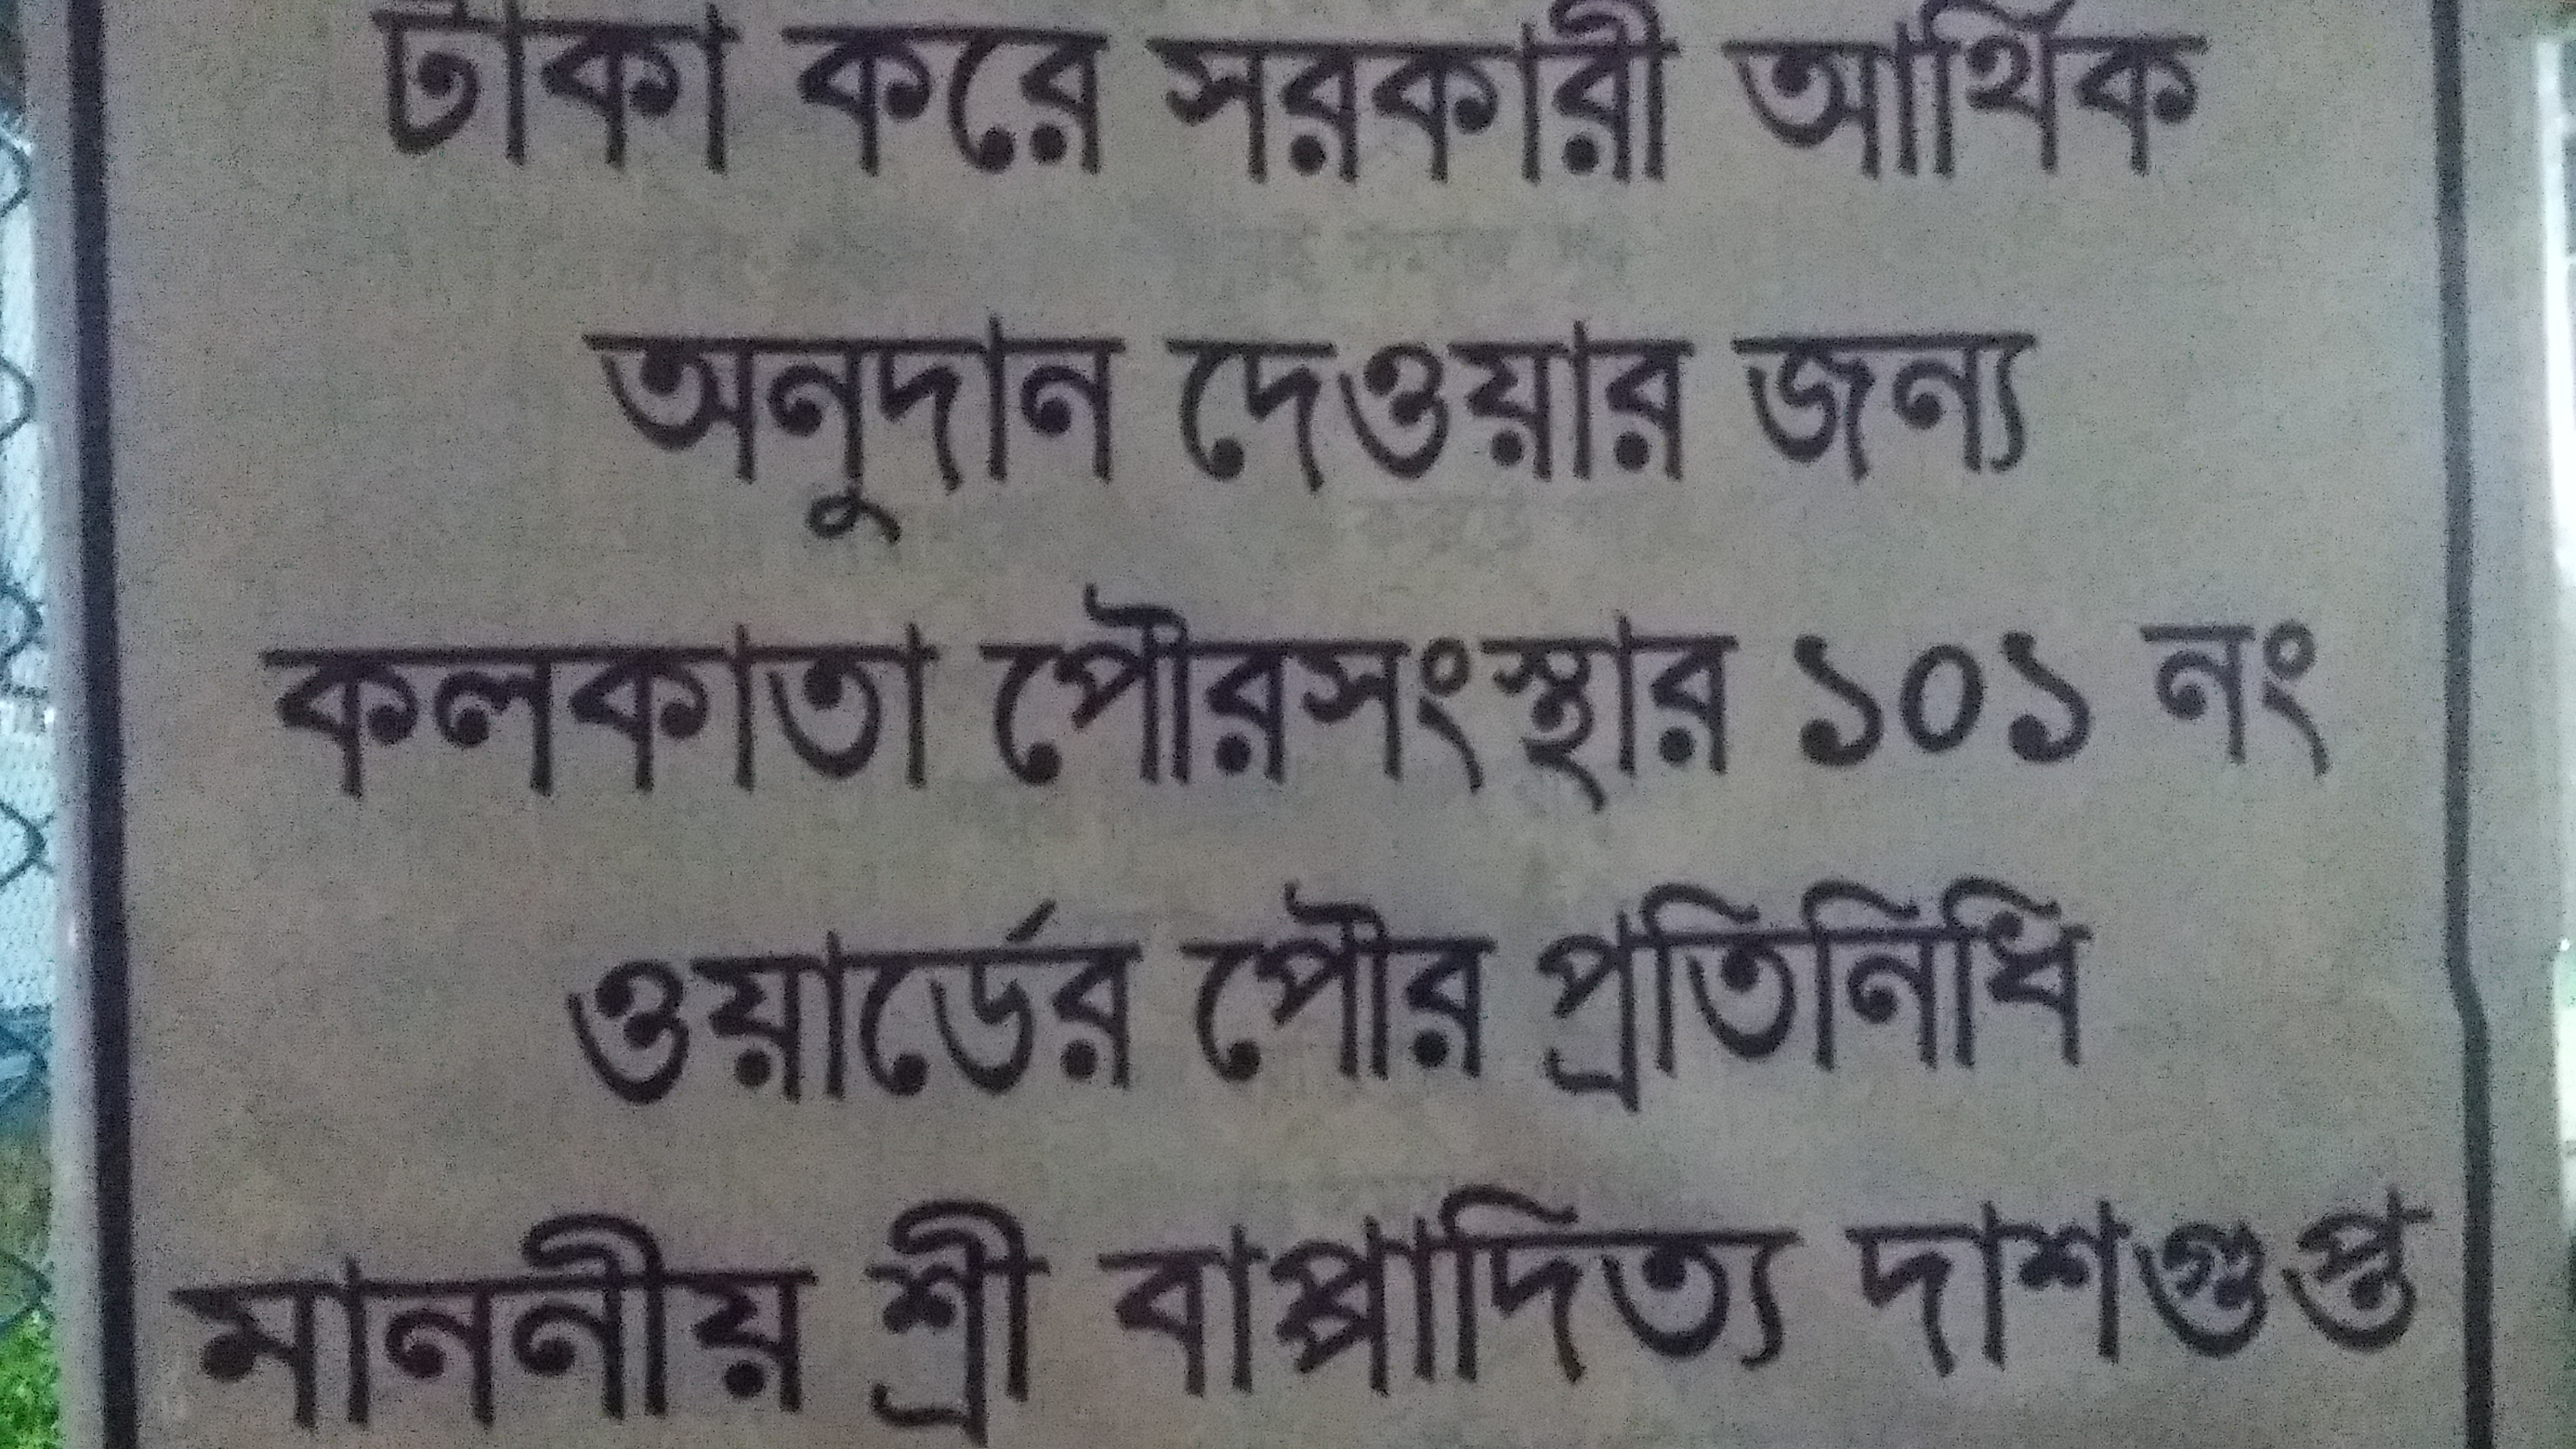 টাকা করে সরকারী আর্থিক
অনুদান দেওয়ার জন্য
কলকাতা পৌরসংস্থার ১০১ নং
ওয়ার্ডের পৌর প্রতিনিধি
মাননীয় শ্রী বাপ্পাদিত্য দাশগুপ্ত